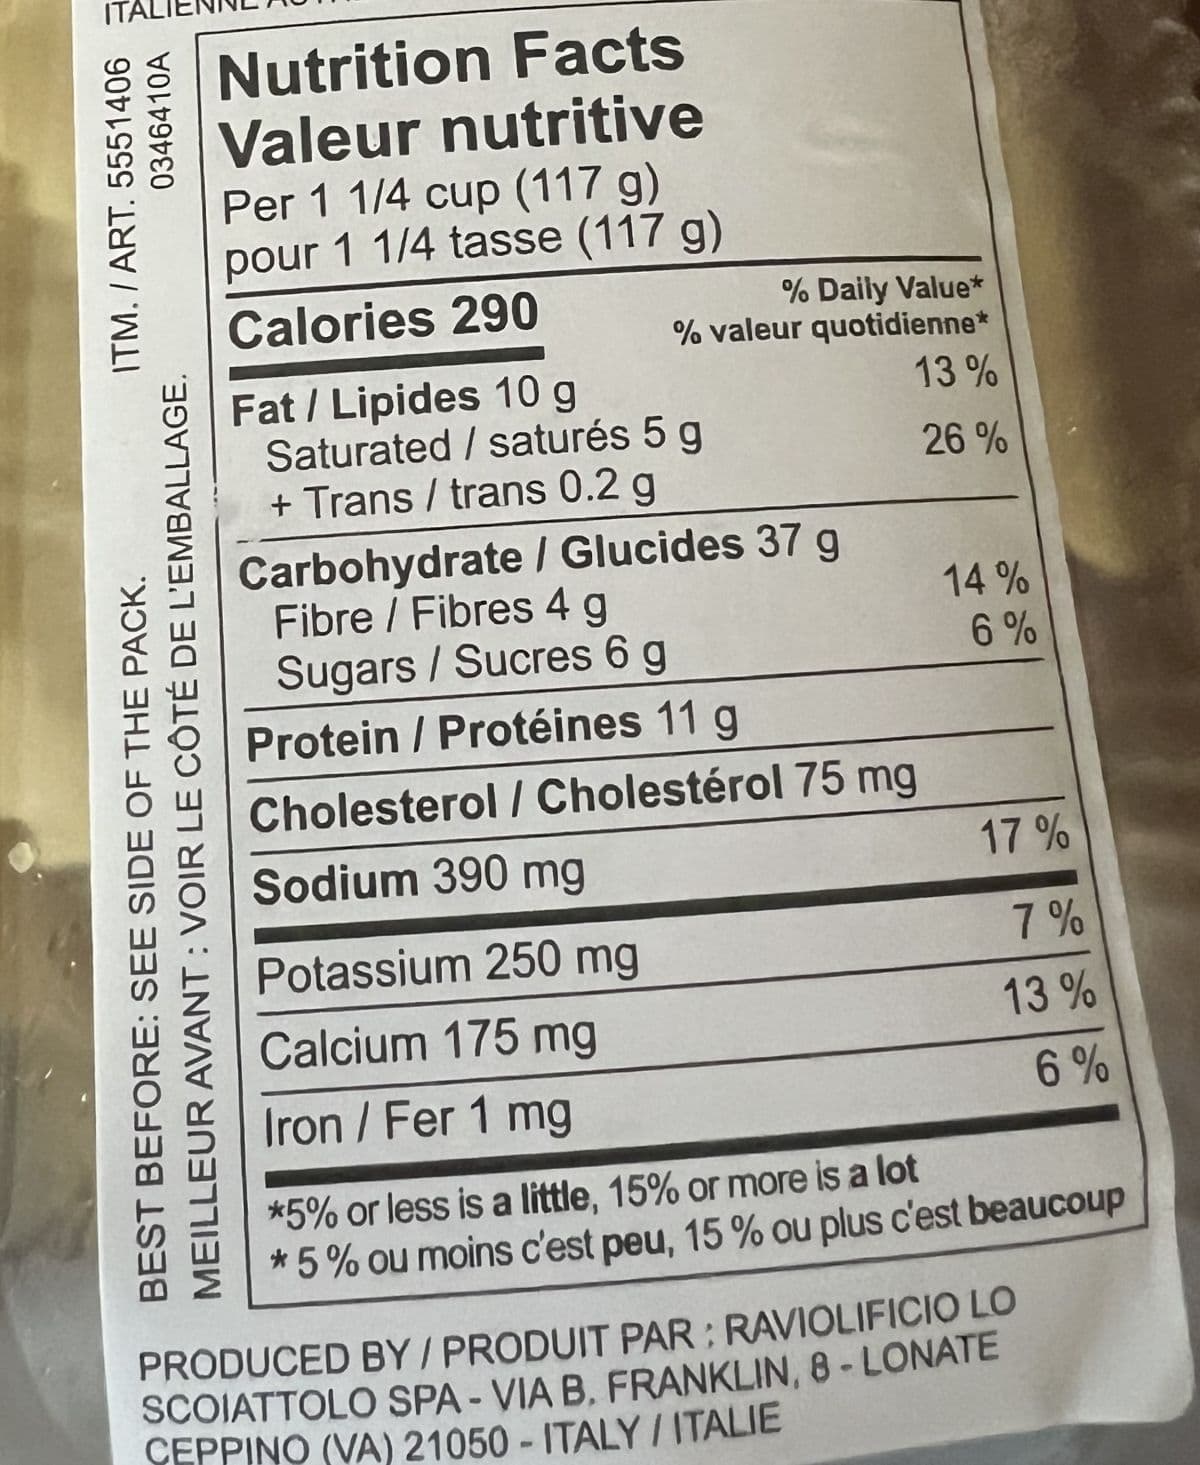 ITALIENNE
ITM. / ART. 5551406
0346410A
BEST BEFORE: SEE SIDE OF THE PACK.
MEILLEUR AVANT : VOIR LE CÔTÉ DE L'EMBALLAGE.
Nutrition Facts
Valeur nutritive
Per 1 1/4 cup (117 g)
pour 1 1/4 tasse (117 g)
Calories 290
% Daily Value*
% valeur quotidienne*
Fat / Lipides 10 g 13 %
Saturated / saturés 5 g 26 %
+ Trans / trans 0.2 g
Carbohydrate / Glucides 37 g
Fibre / Fibres 4 g 14 %
Sugars / Sucres 6 g 6 %
Protein / Protéines 11 g
Cholesterol / Cholestérol 75 mg
Sodium 390 mg 17 %
Potassium 250 mg 7 %
Calcium 175 mg 13 %
Iron / Fer 1 mg 6 %
*5% or less is a little, 15% or more is a lot
* 5 % ou moins c'est peu, 15 % ou plus c'est beaucoup
PRODUCED BY / PRODUIT PAR : RAVIOLIFICIO LO
SCOIATTOLO SPA - VIA B. FRANKLIN, 8 - LONATE
CEPPINO (VA) 21050 - ITALY / ITALIE